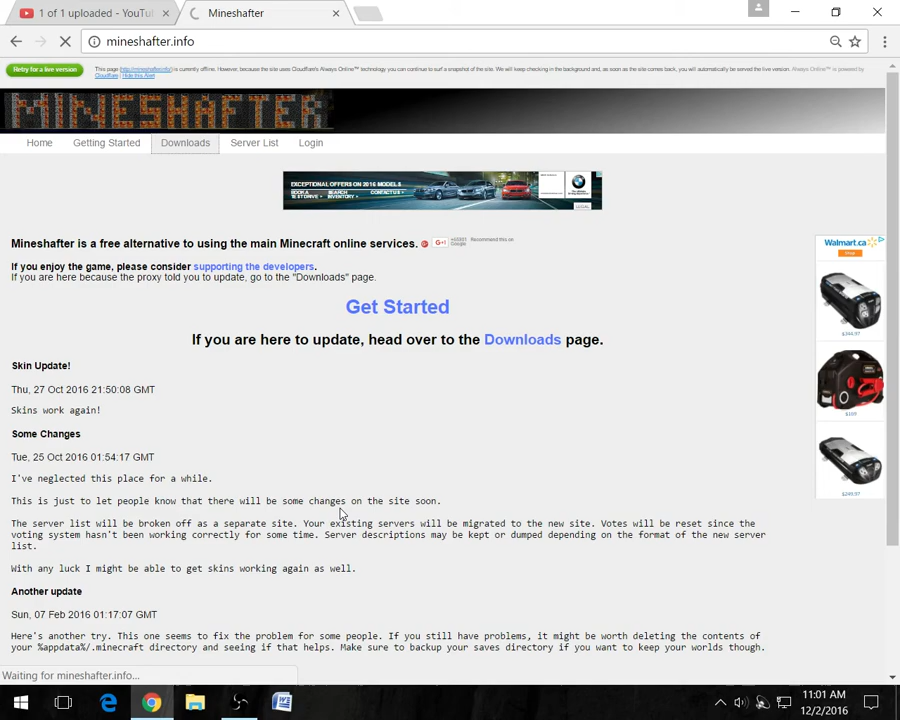 1 of 1 uploaded - YouTu
Mineshafter
mineshafter.info
Retry for a live version
This page (http://mineshafter.info/) is currently offline. However, because the site uses Cloudflare's Always Online™ technology you can continue to surf a snapshot of the site. We will keep checking in the background and, as soon as the site comes back, you will automatically be served the live version. Always Online™ is powered by
Cloudflare | Hide this Alert
MINESHAFTER
Home Getting Started Downloads Server List Login
EXCEPTIONAL OFFERS ON 2016 MODELS
BOOK A TEST DRIVE SEARCH INVENTORY CONTACT US
LEGAL
Mineshafter is a free alternative to using the main Minecraft online services.
G+1
Recommend this on
Google
Walmart.ca
Shop
If you enjoy the game, please consider supporting the developers.
If you are here because the proxy told you to update, go to the "Downloads" page.
Get Started
$344.97
If you are here to update, head over to the Downloads page.
Skin Update!
Thu, 27 Oct 2016 21:50:08 GMT
Skins work again!
$169
Some Changes
Tue, 25 Oct 2016 01:54:17 GMT
I've neglected this place for a while.
$249.97
This is just to let people know that there will be some changes on the site soon.
The server list will be broken off as a separate site. Your existing servers will be migrated to the new site. Votes will be reset since the
voting system hasn't been working correctly for some time. Server descriptions may be kept or dumped depending on the format of the new server
list.
With any luck I might be able to get skins working again as well.
Another update
Sun, 07 Feb 2016 01:17:07 GMT
Here's another try. This one seems to fix the problem for some people. If you still have problems, it might be worth deleting the contents of
your %appdata%/.minecraft directory and seeing if that helps. Make sure to backup your saves directory if you want to keep your worlds though.
Waiting for mineshafter.info...
11:01 AM
12/2/2016